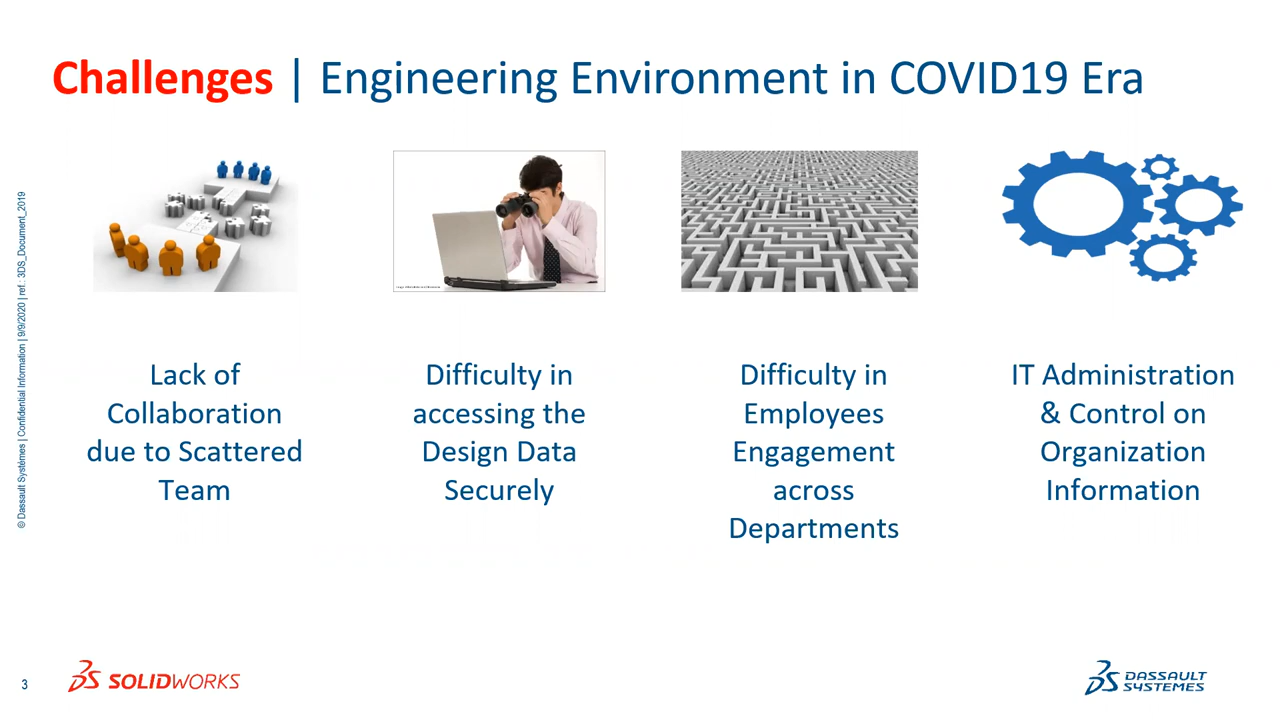 Challenges | Engineering Environment in COVID19 Era
Lack of
Collaboration
due to Scattered
Team
Difficulty in
accessing the
Design Data
Securely
Difficulty in
Employees
Engagement
across
Departments
IT Administration
& Control on
Organization
Information
© Dassault Systèmes | Confidential Information | 9/9/2020 | ref.: 3DS_Document_2019
3
SOLIDWORKS
DASSAULT
SYSTEMES